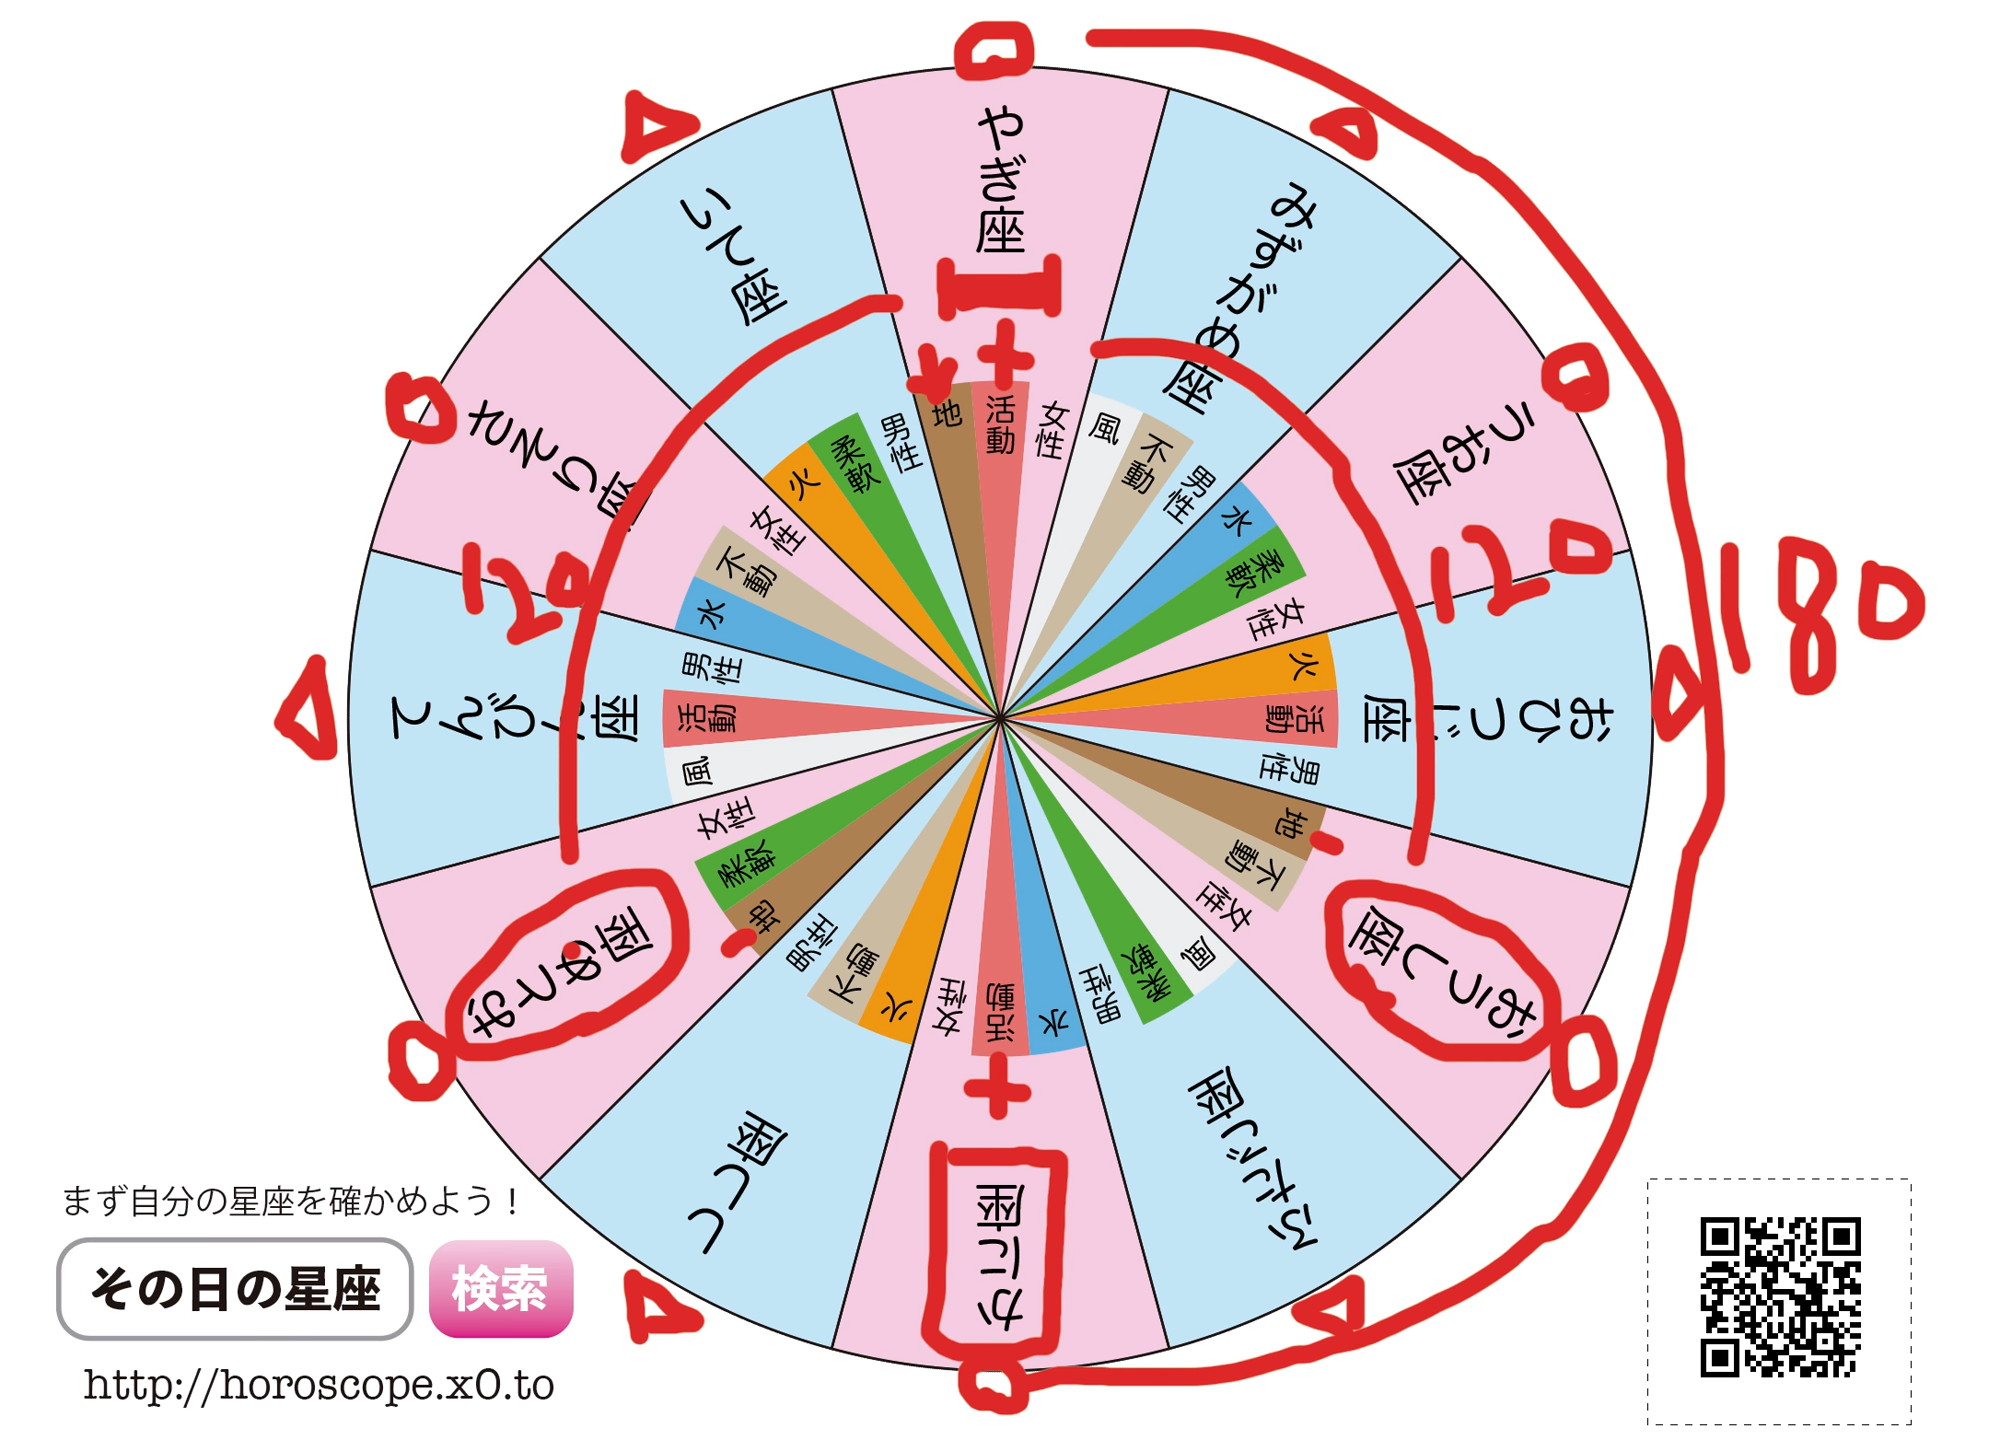 やぎ座
地
活動
女性
みずがめ座
風
不動
男性
うお座
水
柔軟
女性
おひつじ座
火
活動
男性
おうし座
地
不動
女性
ふたご座
風
柔軟
男性
かに座
水
活動
女性
しし座
火
不動
男性
おとめ座
地
柔軟
女性
てんびん座
風
活動
男性
さそり座
水
不動
女性
いて座
火
柔軟
男性
120
120
180
まず自分の星座を確かめよう！
その日の星座 検索
http://horoscope.x0.to